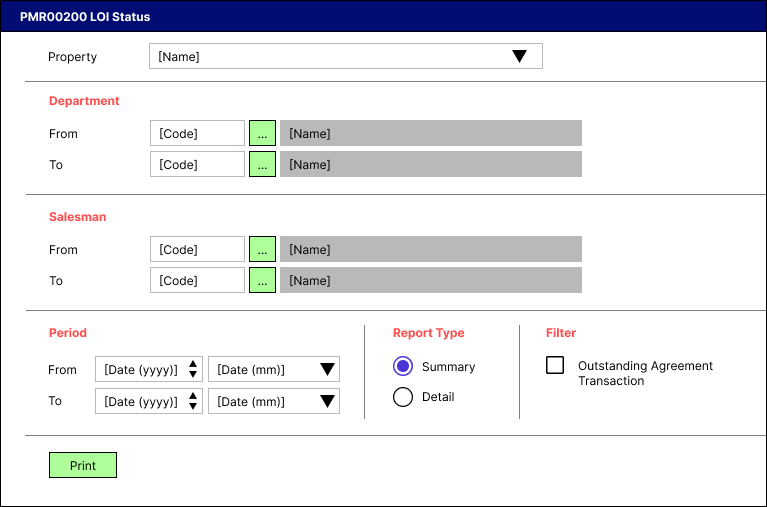 PMR00200 LOI Status
Property [Name]
Department
From [Code] ... [Name]
To [Code] ... [Name]
Salesman
From [Code] ... [Name]
To [Code] ... [Name]
Period
From [Date (yyyy)] [Date (mm)]
To [Date (yyyy)] [Date (mm)]
Report Type
Summary
Detail
Filter
Outstanding Agreement
Transaction
Print